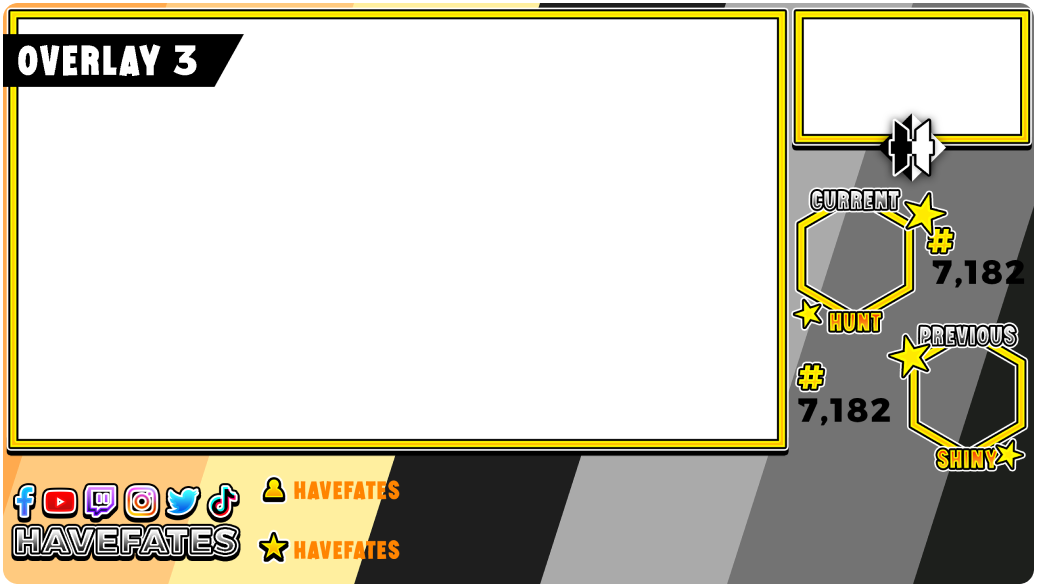 OVERLAY 3
CURRENT
#
7,182
HUNT
PREVIOUS
#
7,182
SHINY
HAVEFATES
HAVEFATES
HAVEFATES